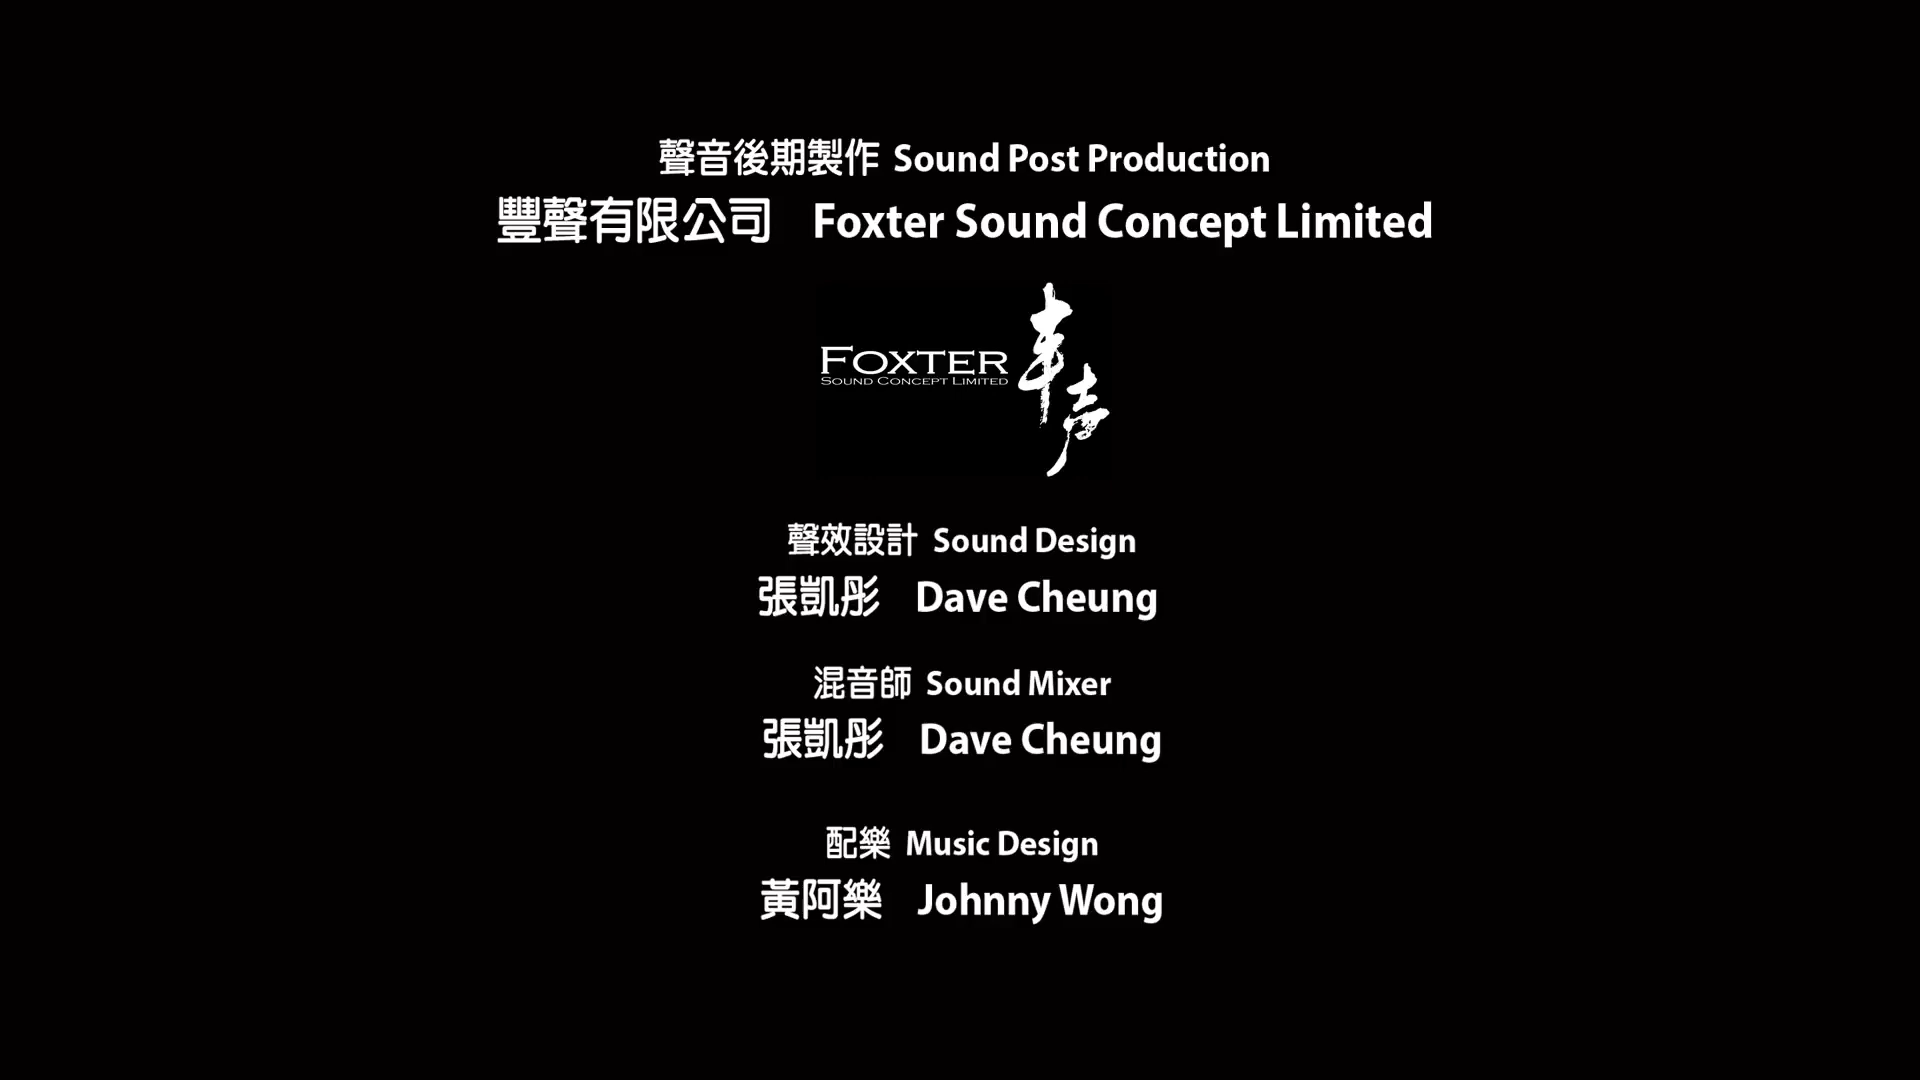 聲音後期製作 Sound Post Production
豐聲有限公司 Foxter Sound Concept Limited
FOXTER
SOUND CONCEPT LIMITED
聲效設計 Sound Design
張凱彤 Dave Cheung
混音師 Sound Mixer
張凱彤 Dave Cheung
配樂 Music Design
黃阿樂 Johnny Wong